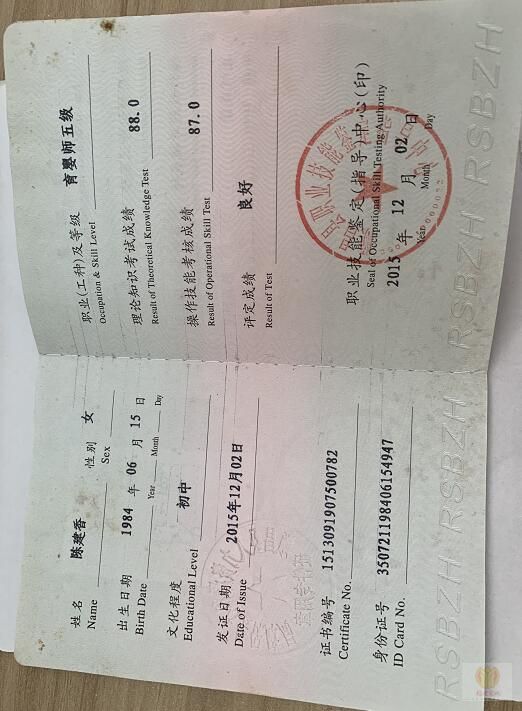 姓名 陈建香 性别 女
Name Sex
出生日期 1984 年 06 月 15 日
Birth Date Year Month Day
文化程度 初中
Educational Level
发证日期 2015年12月02日
Date of Issue
证书编号 1513091907500782
Certificate No.
身份证号 350721198406154947
ID Card No.
职业(工种)及等级 育婴师五级
Occupation & Skill Level
理论知识考试成绩 88.0
Result of Theoretical Knowledge Test
操作技能考核成绩 87.0
Result of Operational Skill Test
评定成绩 良好
Result of Test
职业技能鉴定(指导)中心(印)
Seal of Occupational Skill Testing Authority
2015 年 12 月 02 日
Year Month Day
RSBZH RSBZH RSBZH RSBZH RSBZH